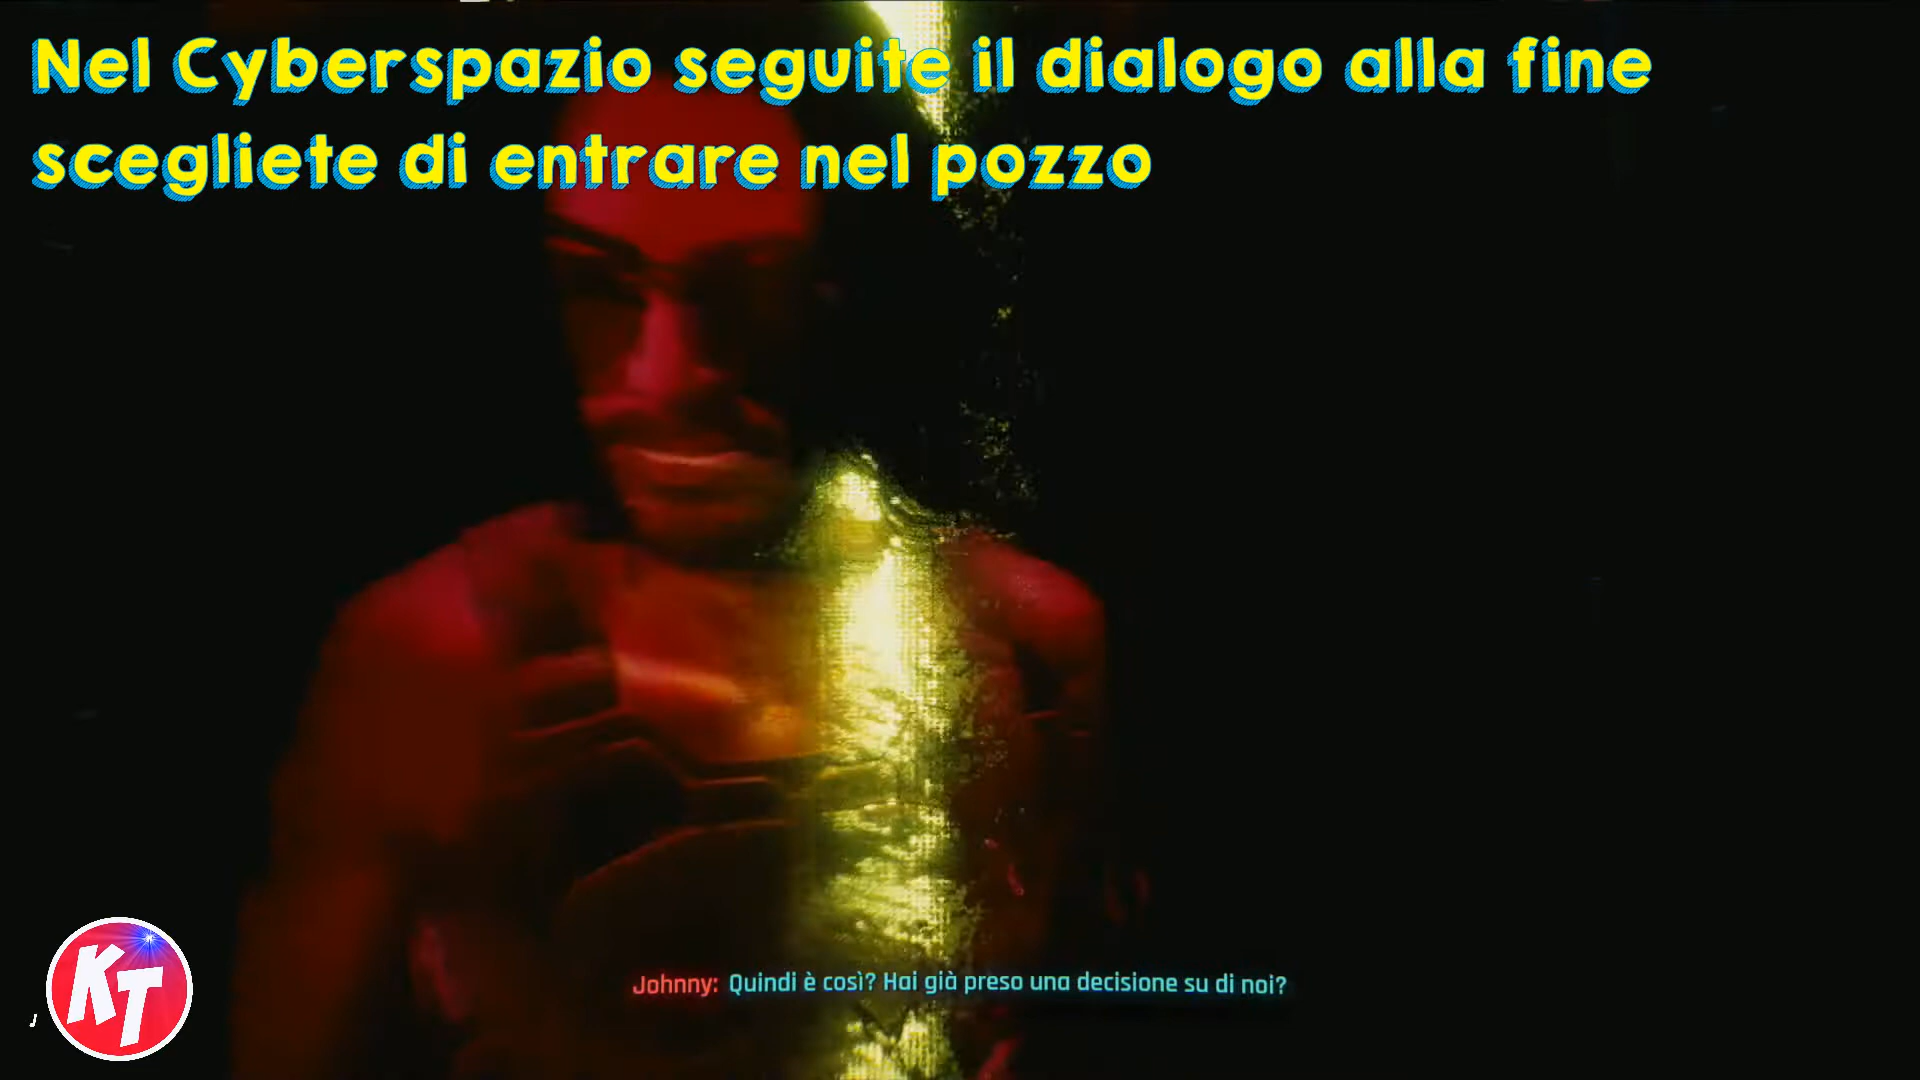 Nel Cyberspazio seguite il dialogo alla fine
scegliete di entrare nel pozzo
Johnny: Quindi è così? Hai già preso una decisione su di noi?
KT